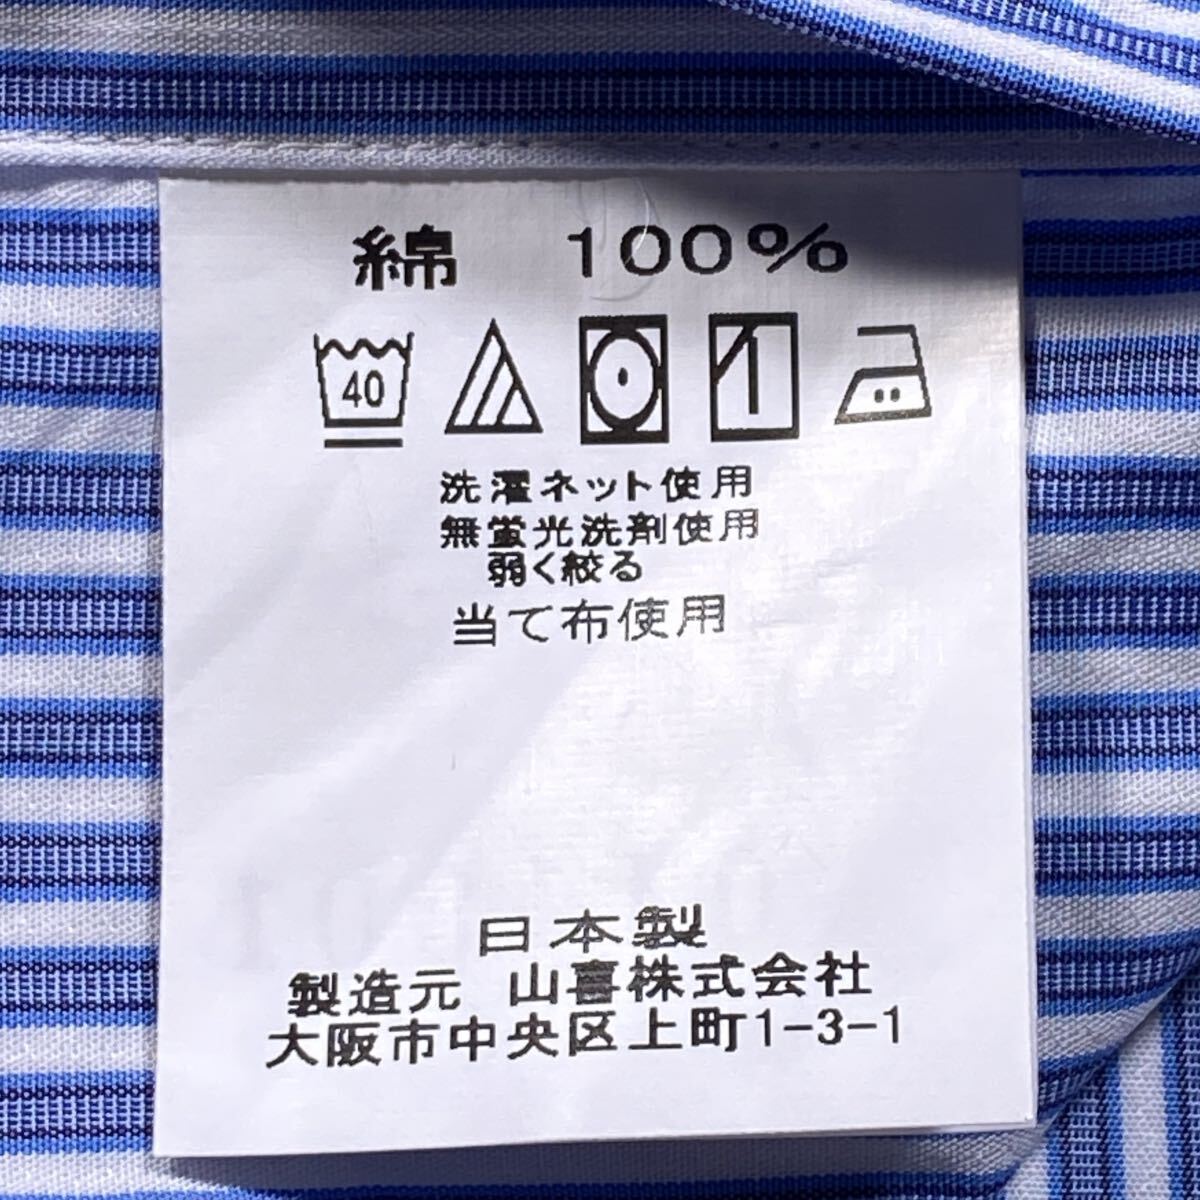 綿 100%
40
洗濯ネット使用
無蛍光洗剤使用
弱く絞る
当て布使用
日本製
製造元 山喜株式会社
大阪市中央区上町1-3-1